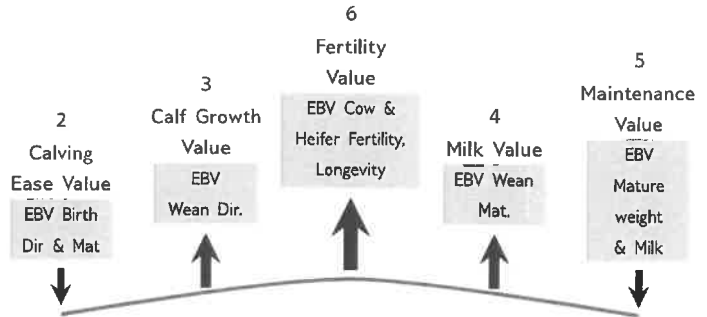 2
Calving
Ease Value
EBV Birth
Dir & Mat
3
Calf Growth
Value
EBV
Wean Dir.
6
Fertility
Value
EBV Cow &
Heifer Fertility,
Longevity
4
Milk Value
EBV Wean
Mat.
5
Maintenance
Value
EBV
Mature
weight
& Milk